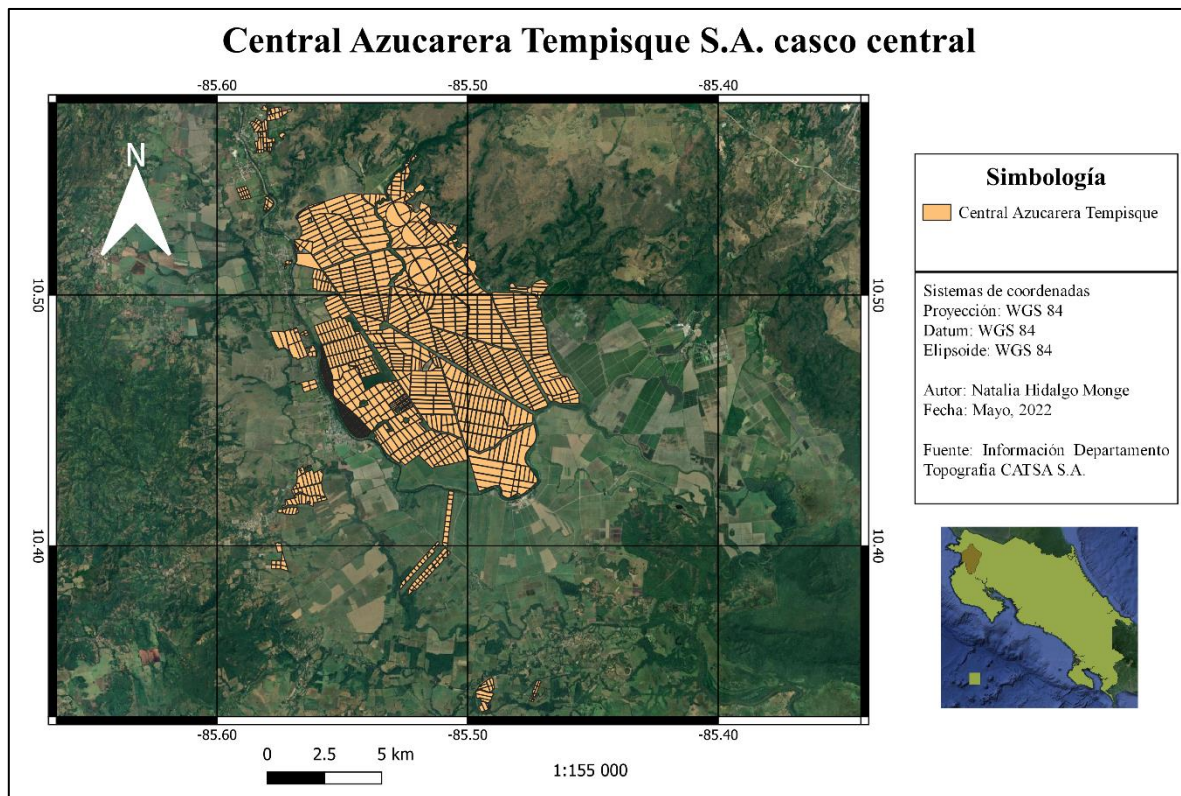 Central Azucarera Tempisque S.A. casco central
-85.60 -85.50 -85.40
N
10.50 10.50
10.40 10.40
-85.60 -85.50 -85.40
0 2.5 5 km
1:155 000
Simbología
Central Azucarera Tempisque
Sistemas de coordenadas
Proyección: WGS 84
Datum: WGS 84
Elipsoide: WGS 84
Autor: Natalia Hidalgo Monge
Fecha: Mayo, 2022
Fuente: Información Departamento
Topografía CATSA S.A.